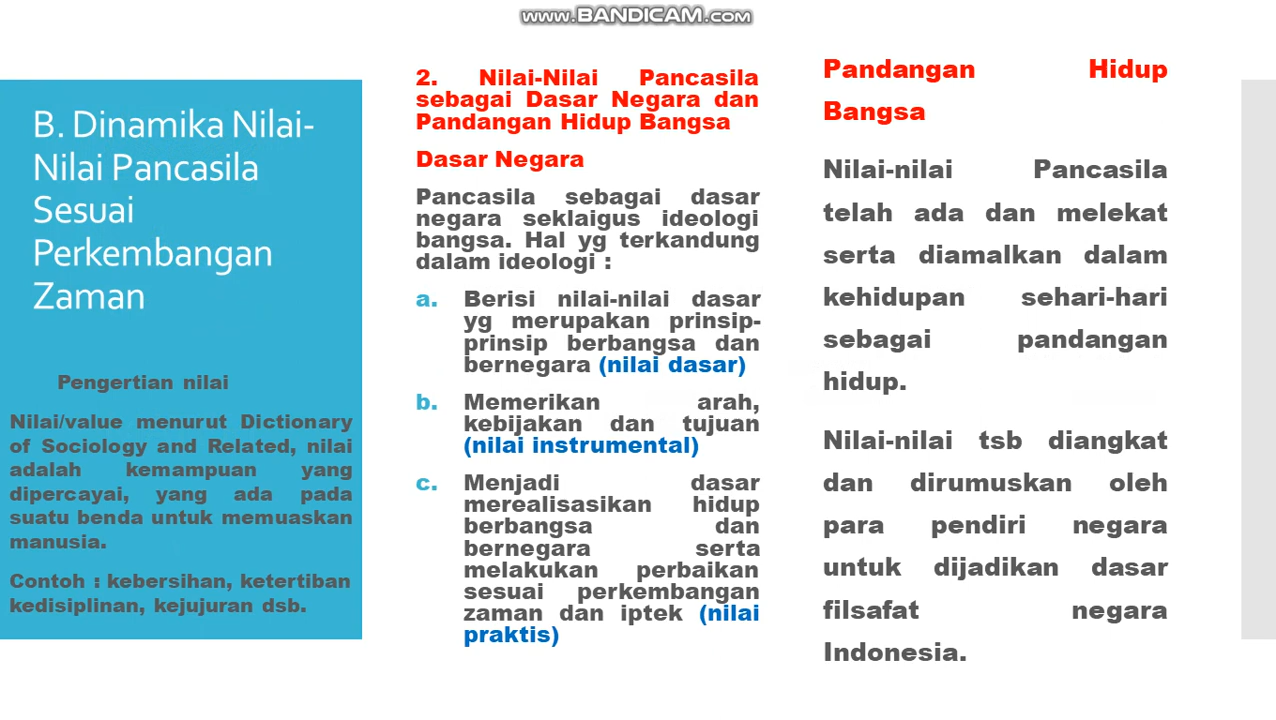 www.BANDICAM.com
B. Dinamika Nilai-
Nilai Pancasila
Sesuai
Perkembangan
Zaman
Pengertian nilai
Nilai/value menurut Dictionary
of Sociology and Related, nilai
adalah kemampuan yang
dipercayai, yang ada pada
suatu benda untuk memuaskan
manusia.
Contoh : kebersihan, ketertiban
kedisiplinan, kejujuran dsb.
2. Nilai-Nilai Pancasila
sebagai Dasar Negara dan
Pandangan Hidup Bangsa
Dasar Negara
Pancasila sebagai dasar
negara seklaigus ideologi
bangsa. Hal yg terkandung
dalam ideologi :
a. Berisi nilai-nilai dasar
yg merupakan prinsip-
prinsip berbangsa dan
bernegara (nilai dasar)
b. Memerikan arah,
kebijakan dan tujuan
(nilai instrumental)
c. Menjadi dasar
merealisasikan hidup
berbangsa dan
bernegara serta
melakukan perbaikan
sesuai perkembangan
zaman dan iptek (nilai
praktis)
Pandangan Hidup
Bangsa
Nilai-nilai Pancasila
telah ada dan melekat
serta diamalkan dalam
kehidupan sehari-hari
sebagai pandangan
hidup.
Nilai-nilai tsb diangkat
dan dirumuskan oleh
para pendiri negara
untuk dijadikan dasar
filsafat negara
Indonesia.